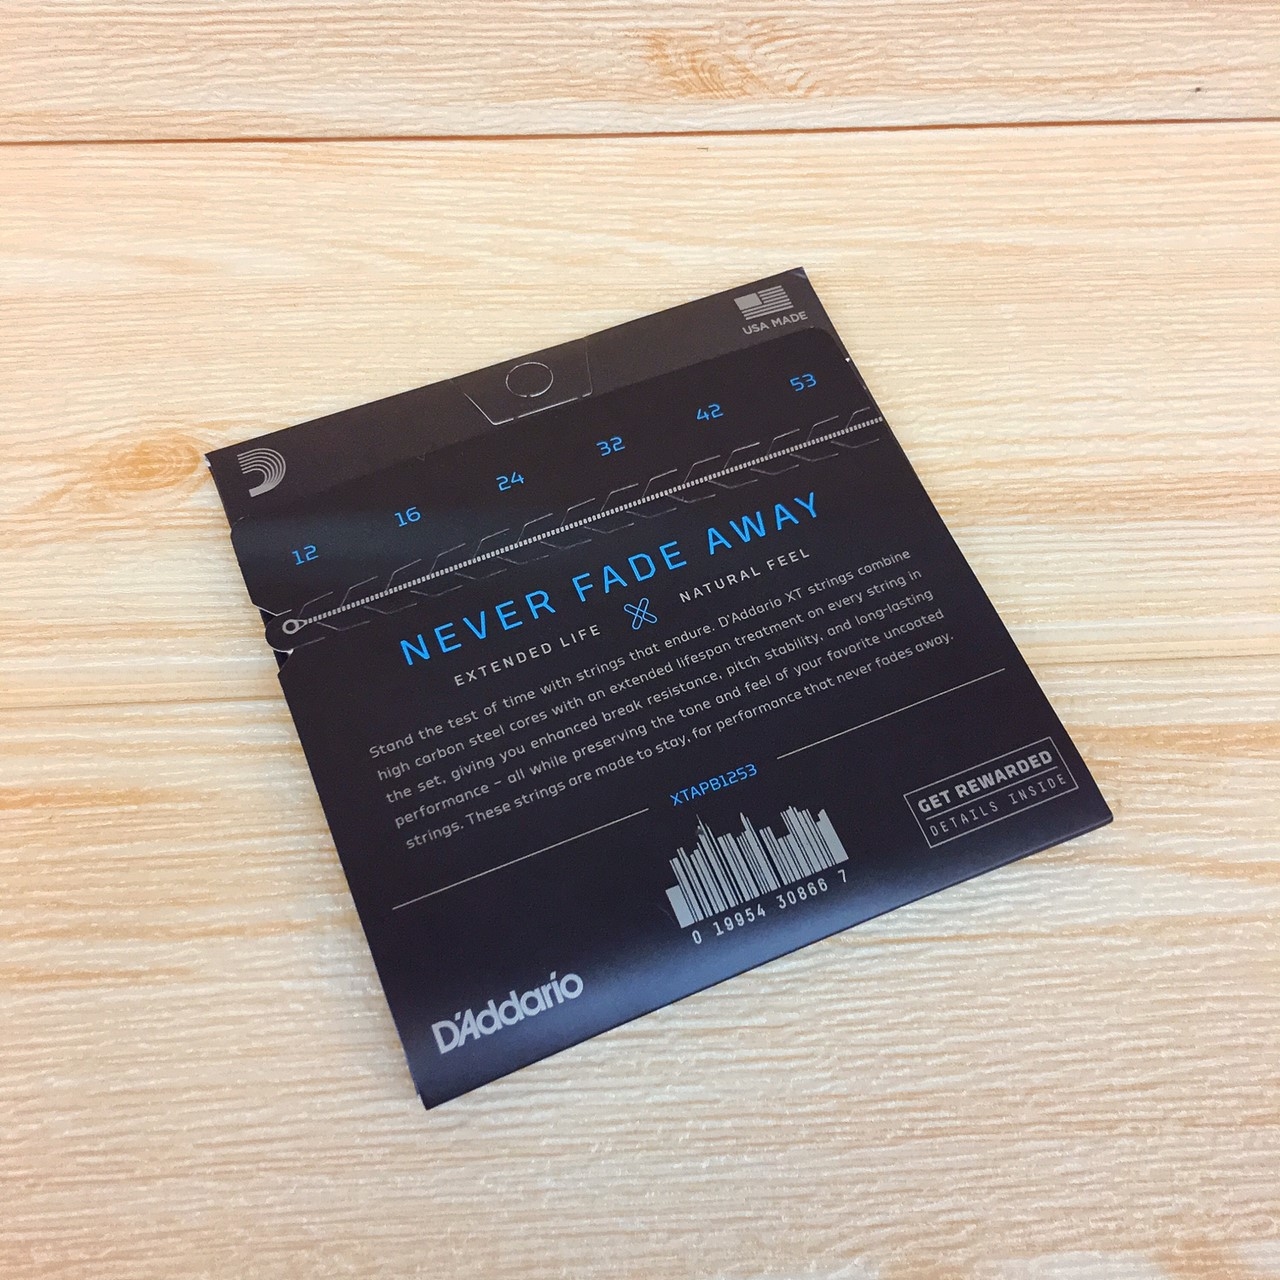 USA MADE
12 16 24 32 42 53
NEVER FADE AWAY
EXTENDED LIFE NATURAL FEEL
Stand the test of time with strings that endure. D'Addario XT strings combine
high carbon steel cores with an extended lifespan treatment on every string in
the set, giving you enhanced break resistance, pitch stability, and long-lasting
performance – all while preserving the tone and feel of your favorite uncoated
strings. These strings are made to stay, for performance that never fades away.
XTAPB1253
GET REWARDED
DETAILS INSIDE
0 19954 30866 7
D'Addario